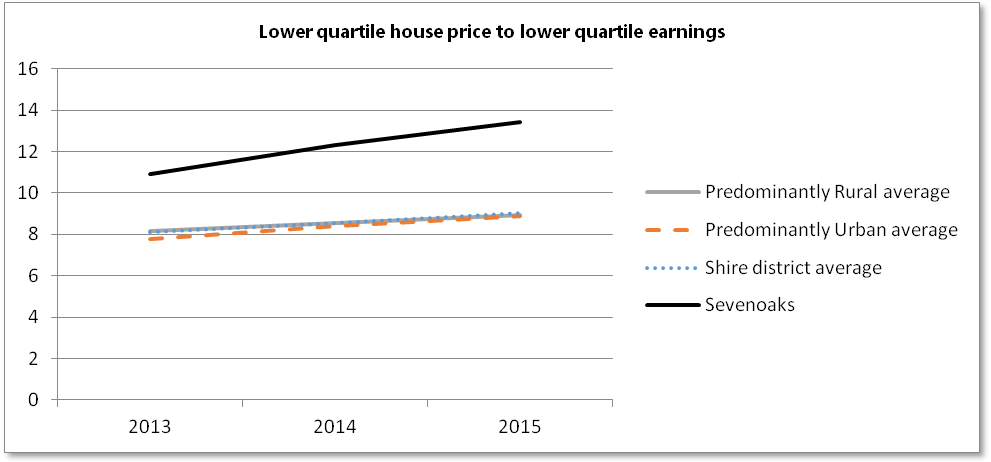 Lower quartile house price to lower quartile earnings
16
14
12
10
8
6
4
2
0
2013 2014 2015
Predominantly Rural average
Predominantly Urban average
Shire district average
Sevenoaks